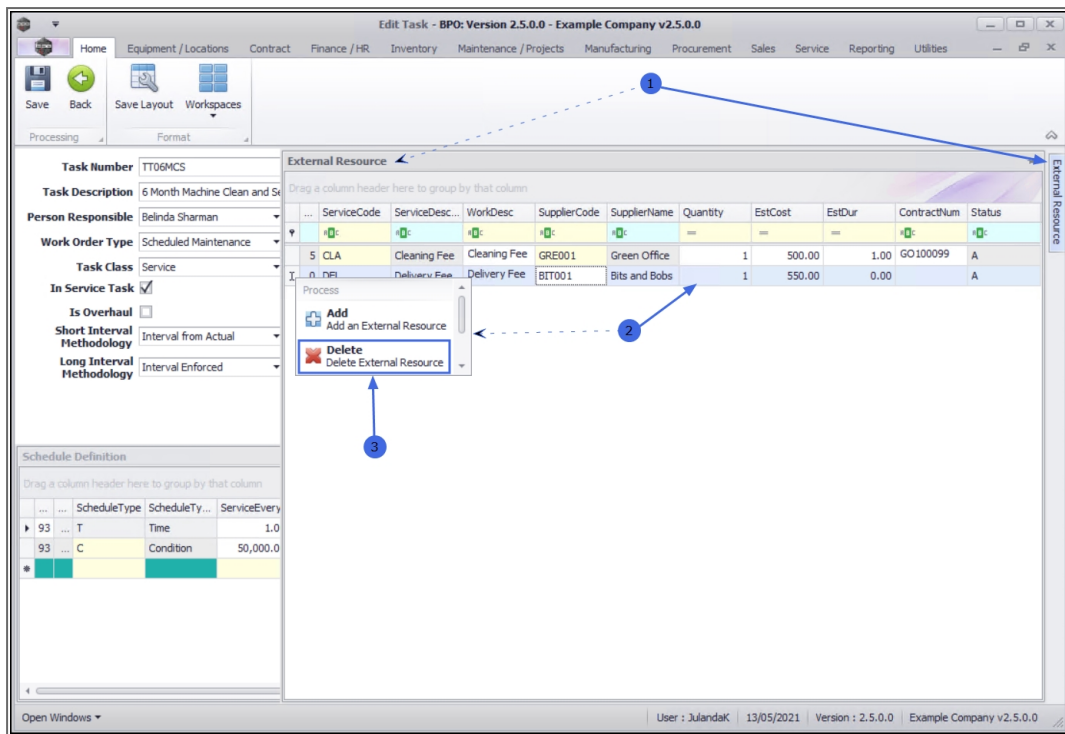 Edit Task - BPO: Version 2.5.0.0 - Example Company v2.5.0.0
Home Equipment / Locations Contract Finance / HR Inventory Maintenance / Projects Manufacturing Procurement Sales Service Reporting Utilities
Save Back Save Layout Workspaces
Processing Format
1
Task Number TT06MCS
Task Description 6 Month Machine Clean and Se
Person Responsible Belinda Sharman
Work Order Type Scheduled Maintenance
Task Class Service
In Service Task
Is Overhaul
Short Interval Methodology Interval from Actual
Long Interval Methodology Interval Enforced
External Resource
External Resource
Drag a column header here to group by that column
... ServiceCode ServiceDesc... WorkDesc SupplierCode SupplierName Quantity EstCost EstDur ContractNum Status
5 CLA Cleaning Fee Cleaning Fee GRE001 Green Office 1 500.00 1.00 GO100099 A
0 DEL Delivery Fee Delivery Fee BIT001 Bits and Bobs 1 550.00 0.00 A
Process
Add
Add an External Resource
Delete
Delete External Resource
2
3
Schedule Definition
Drag a column header here to group by that column
... ... ScheduleType ScheduleTy... ServiceEvery
93 ... T Time 1.0
93 ... C Condition 50,000.0
Open Windows User : JulandaK 13/05/2021 Version : 2.5.0.0 Example Company v2.5.0.0